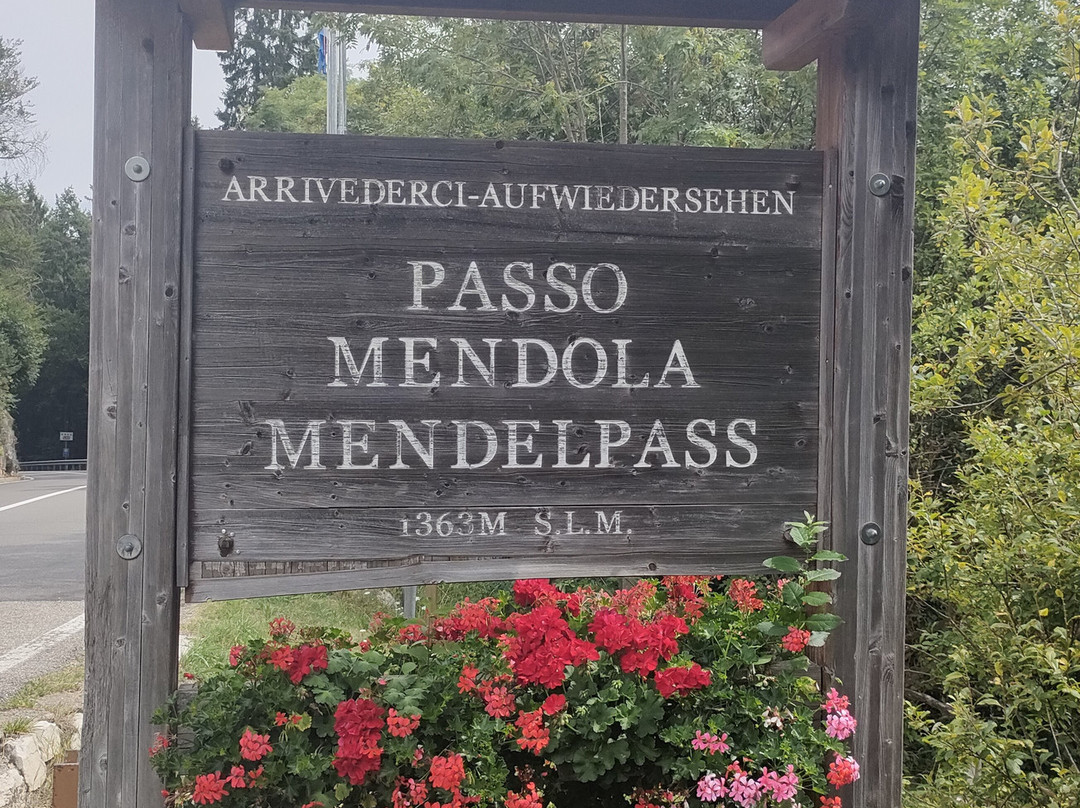 ARRIVEDERCI-AUFWIEDERSEHEN
PASSO
MENDOLA
MENDELPASS
1363M S.L.M.